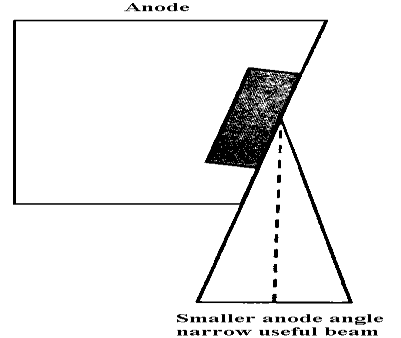 Anode
Smaller anode angle
narrow useful beam